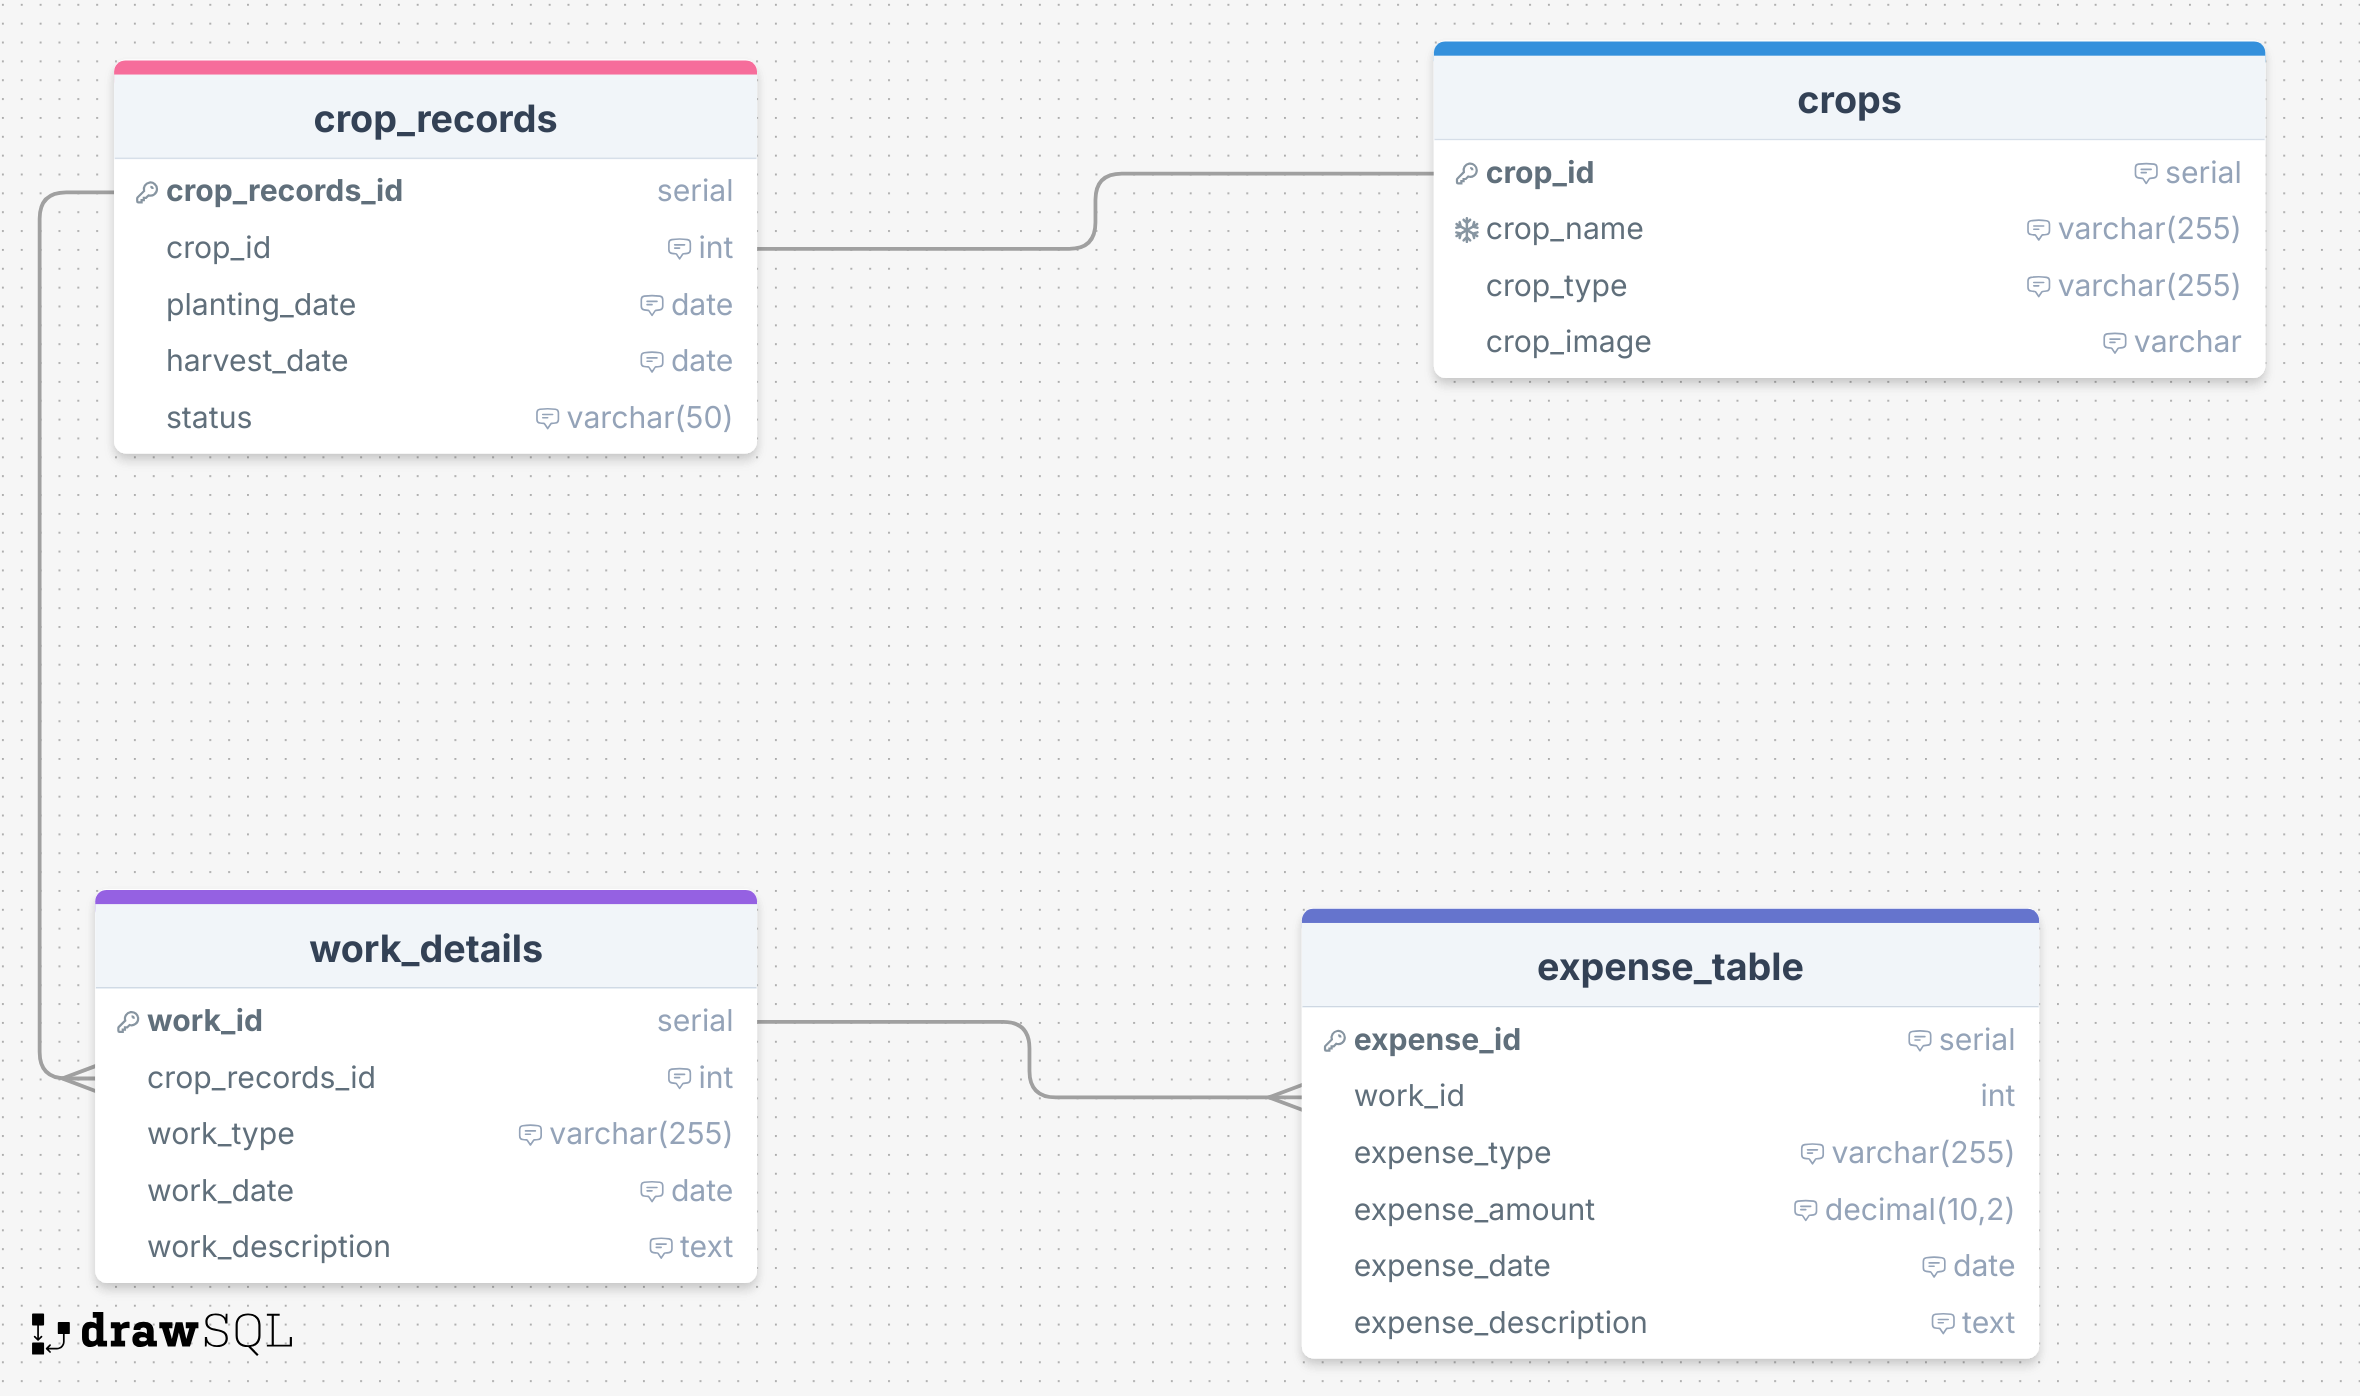 crop_records
crop_records_id serial
crop_id int
planting_date date
harvest_date date
status varchar(50)
crops
crop_id serial
crop_name varchar(255)
crop_type varchar(255)
crop_image varchar
work_details
work_id serial
crop_records_id int
work_type varchar(255)
work_date date
work_description text
expense_table
expense_id serial
work_id int
expense_type varchar(255)
expense_amount decimal(10,2)
expense_date date
expense_description text
drawSQL